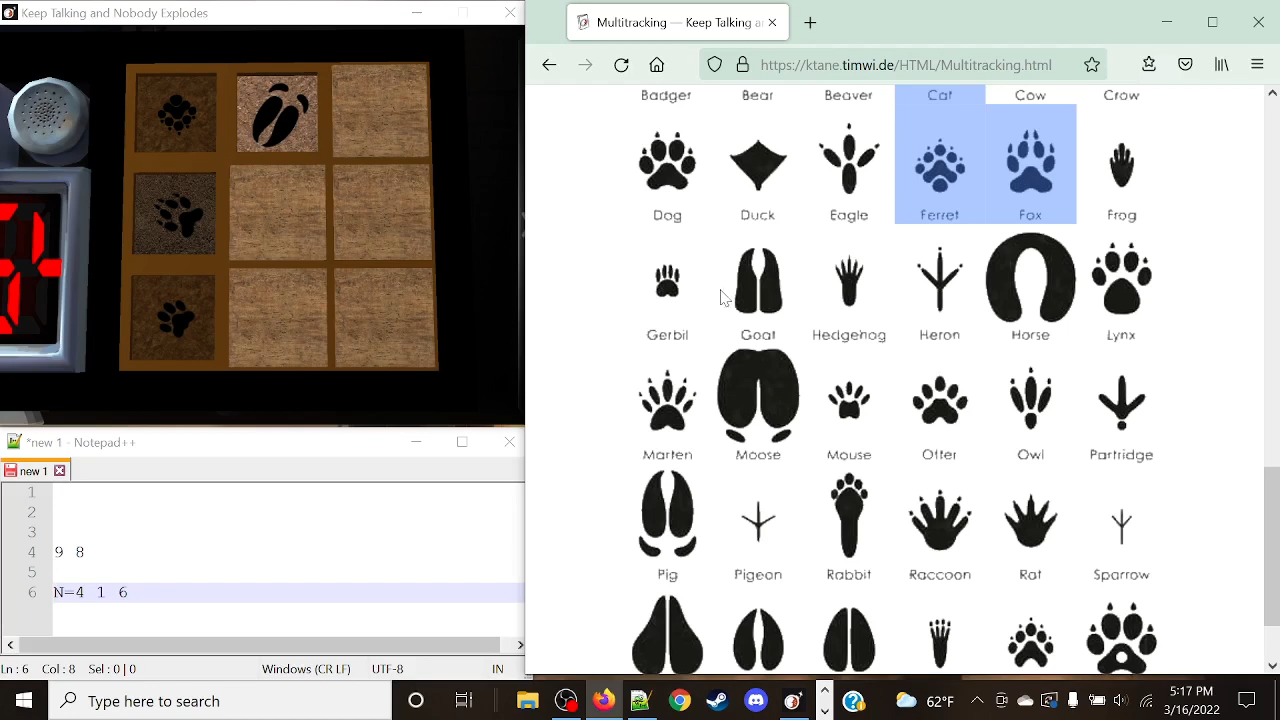 Keep Talking and Nobody Explodes
Multitracking — Keep Talking an
https://ktane.timwi.de/HTML/Multitracking.html
Badger Bear Beaver Cat Cow Crow
Dog Duck Eagle Ferret Fox Frog
Gerbil Goat Hedgehog Heron Horse Lynx
Marten Moose Mouse Otter Owl Partridge
Pig Pigeon Rabbit Raccoon Rat Sparrow
*new 1 - Notepad++
new 1
1
2
3
4 9 8
5
6 N=4 1 6
Ln: 6 Col: 8 Sel: 0 | 0 Windows (CR LF) UTF-8 IN
Type here to search
62°F
5:17 PM
3/16/2022